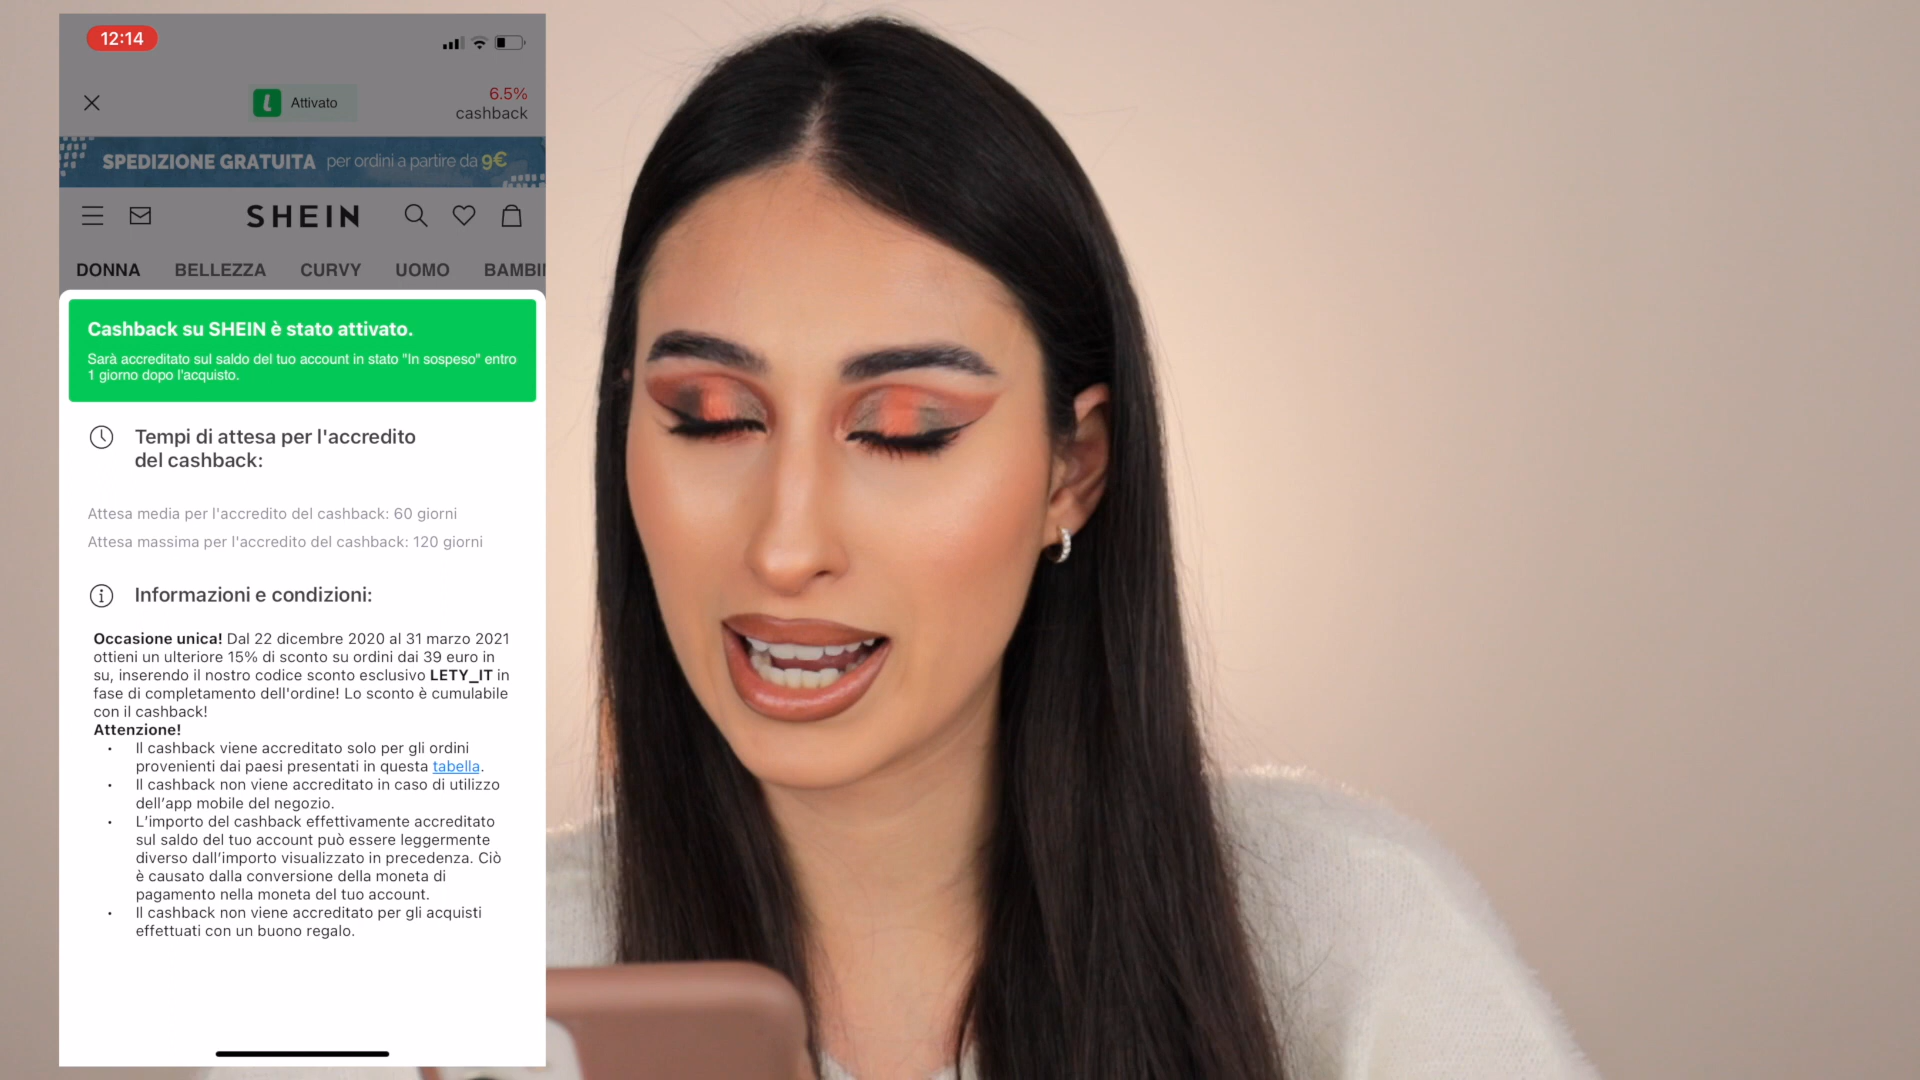 12:14
Attivato
6.5%
cashback
SPEDIZIONE GRATUITA per ordini a partire da 9€
SHEIN
DONNA BELLEZZA CURVY UOMO BAMBI
Cashback su SHEIN è stato attivato.
Sarà accreditato sul saldo del tuo account in stato "In sospeso" entro
1 giorno dopo l'acquisto.
Tempi di attesa per l'accredito
del cashback:
Attesa media per l'accredito del cashback: 60 giorni
Attesa massima per l'accredito del cashback: 120 giorni
Informazioni e condizioni:
Occasione unica! Dal 22 dicembre 2020 al 31 marzo 2021
ottieni un ulteriore 15% di sconto su ordini dai 39 euro in
su, inserendo il nostro codice sconto esclusivo LETY_IT in
fase di completamento dell'ordine! Lo sconto è cumulabile
con il cashback!
Attenzione!
• Il cashback viene accreditato solo per gli ordini
provenienti dai paesi presentati in questa tabella.
• Il cashback non viene accreditato in caso di utilizzo
dell’app mobile del negozio.
• L’importo del cashback effettivamente accreditato
sul saldo del tuo account può essere leggermente
diverso dall’importo visualizzato in precedenza. Ciò
è causato dalla conversione della moneta di
pagamento nella moneta del tuo account.
• Il cashback non viene accreditato per gli acquisti
effettuati con un buono regalo.